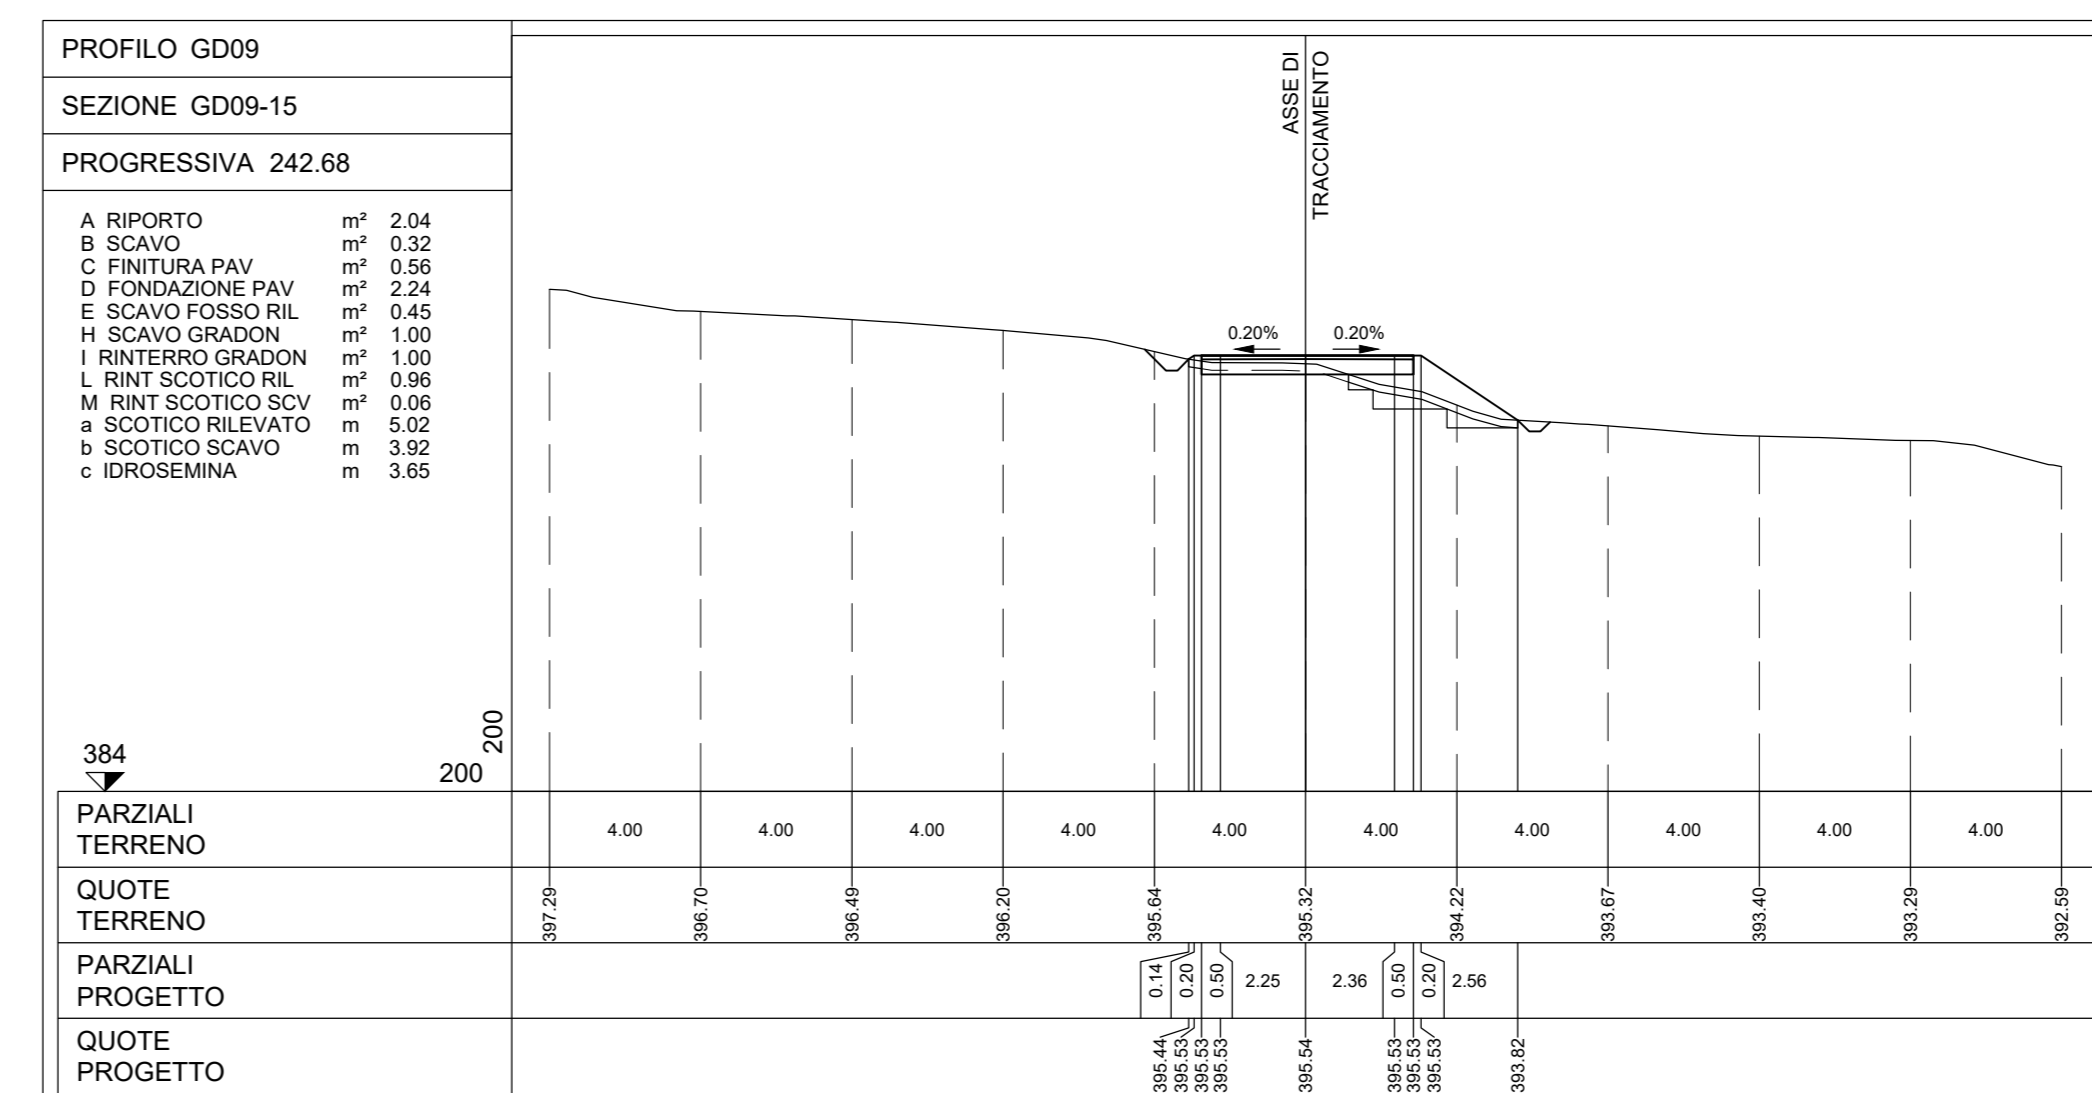 PROFILO GD09
SEZIONE GD09-15
PROGRESSIVA 242.68
A RIPORTO m² 2.04
B SCAVO m² 0.32
C FINITURA PAV m² 0.56
D FONDAZIONE PAV m² 2.24
E SCAVO FOSSO RIL m² 0.45
H SCAVO GRADON m² 1.00
I RINTERRO GRADON m² 1.00
L RINT SCOTICO RIL m² 0.96
M RINT SCOTICO SCV m² 0.06
a SCOTICO RILEVATO m 5.02
b SCOTICO SCAVO m 3.92
c IDROSEMINA m 3.65
ASSE DI
TRACCIAMENTO
0.20% 0.20%
200
384
200
PARZIALI
TERRENO
4.00 4.00 4.00 4.00 4.00 4.00 4.00 4.00 4.00 4.00
QUOTE
TERRENO
397.29 396.70 396.49 396.20 395.64 395.32 394.22 393.67 393.40 393.29 392.59
PARZIALI
PROGETTO
0.14 0.20 0.50 2.25 2.36 0.50 0.20 2.56
QUOTE
PROGETTO
395.44 395.53 395.53 395.53 395.54 395.53 395.53 395.53 393.82